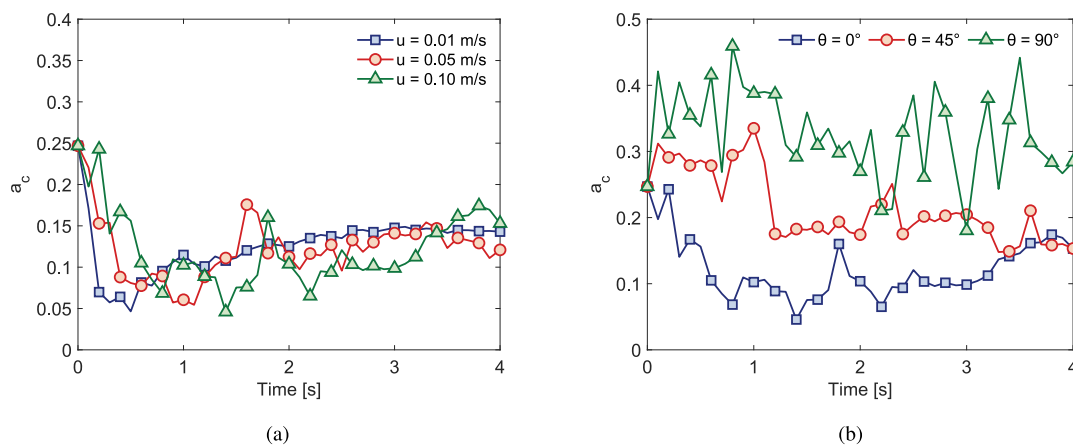 0.4
0.35
0.3
0.25
0.2
0.15
0.1
0.05
0
a_c
0 1 2 3 4
Time [s]
u = 0.01 m/s
u = 0.05 m/s
u = 0.10 m/s
(a)
0.5
0.4
0.3
0.2
0.1
0
a_c
0 1 2 3 4
Time [s]
θ = 0° θ = 45° θ = 90°
(b)